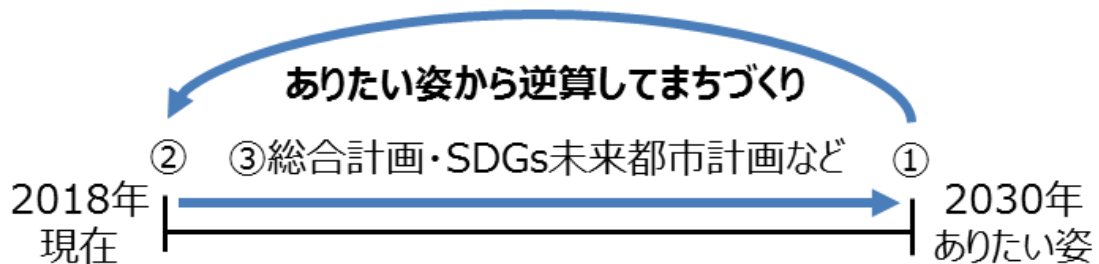 ありたい姿から逆算してまちづくり
② ③総合計画・SDGs未来都市計画など ①
2018年
現在
2030年
ありたい姿